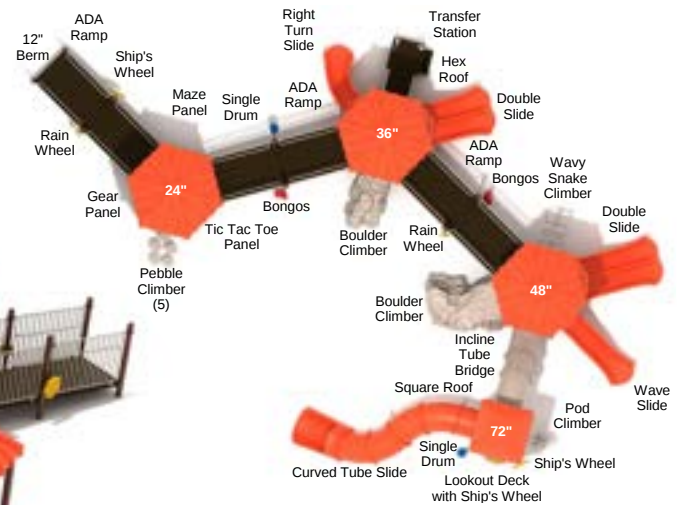 ADA
Ramp
12"
Berm
Ship's
Wheel
Rain
Wheel
Maze
Panel
Single
Drum
ADA
Ramp
Right
Turn
Slide
Transfer
Station
Hex
Roof
36"
Double
Slide
ADA
Ramp
Bongos
Wavy
Snake
Climber
Double
Slide
24"
Gear
Panel
Tic Tac Toe
Panel
Bongos
Pebble
Climber
(5)
Boulder
Climber
Rain
Wheel
48"
Boulder
Climber
Incline
Tube
Bridge
Square Roof
Wave
Slide
Pod
Climber
72"
Single
Drum
Ship's Wheel
Curved Tube Slide
Lookout Deck
with Ship's Wheel